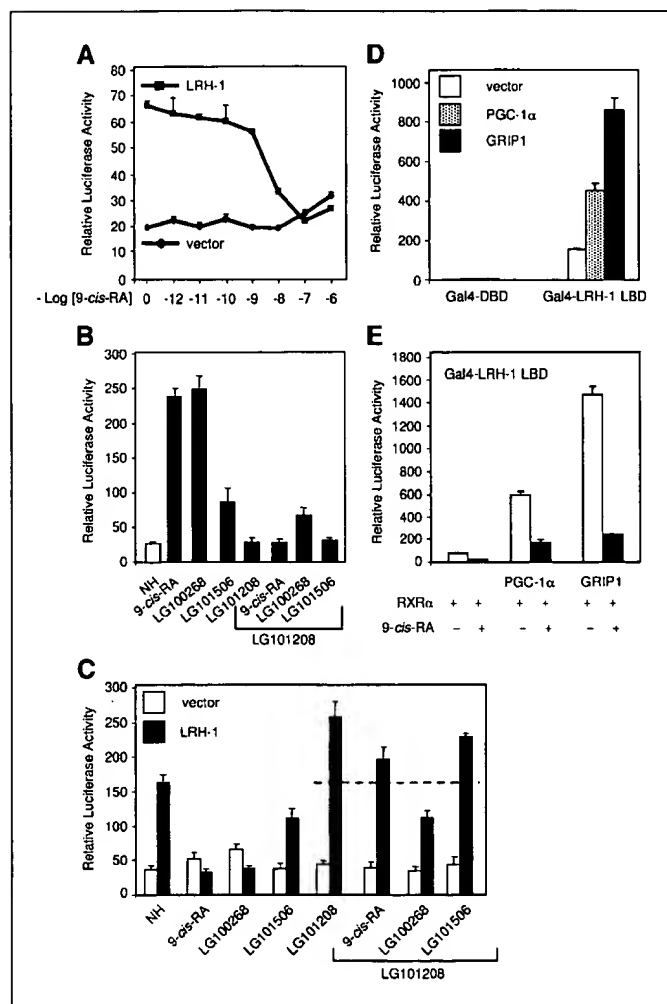 A
Relative Luciferase Activity
80
70
60
50
40
30
20
10
0
LRH-1
vector
- Log [9-cis-RA]
0 -12 -11 -10 -9 -8 -7 -6
B
Relative Luciferase Activity
300
250
200
150
100
50
0
NH
9-cis-RA
LG100268
LG101506
LG101208
9-cis-RA
LG100268
LG101506
LG101208
C
Relative Luciferase Activity
300
250
200
150
100
50
0
vector
LRH-1
NH
9-cis-RA
LG100268
LG101506
LG101208
9-cis-RA
LG100268
LG101506
LG101208
D
Relative Luciferase Activity
1000
800
600
400
200
0
vector
PGC-1α
GRIP1
Gal4-DBD
Gal4-LRH-1 LBD
E
Relative Luciferase Activity
1800
1600
1400
1200
1000
800
600
400
200
0
Gal4-LRH-1 LBD
PGC-1α
GRIP1
RXRα + + + + + +
9-cis-RA – + – + – +